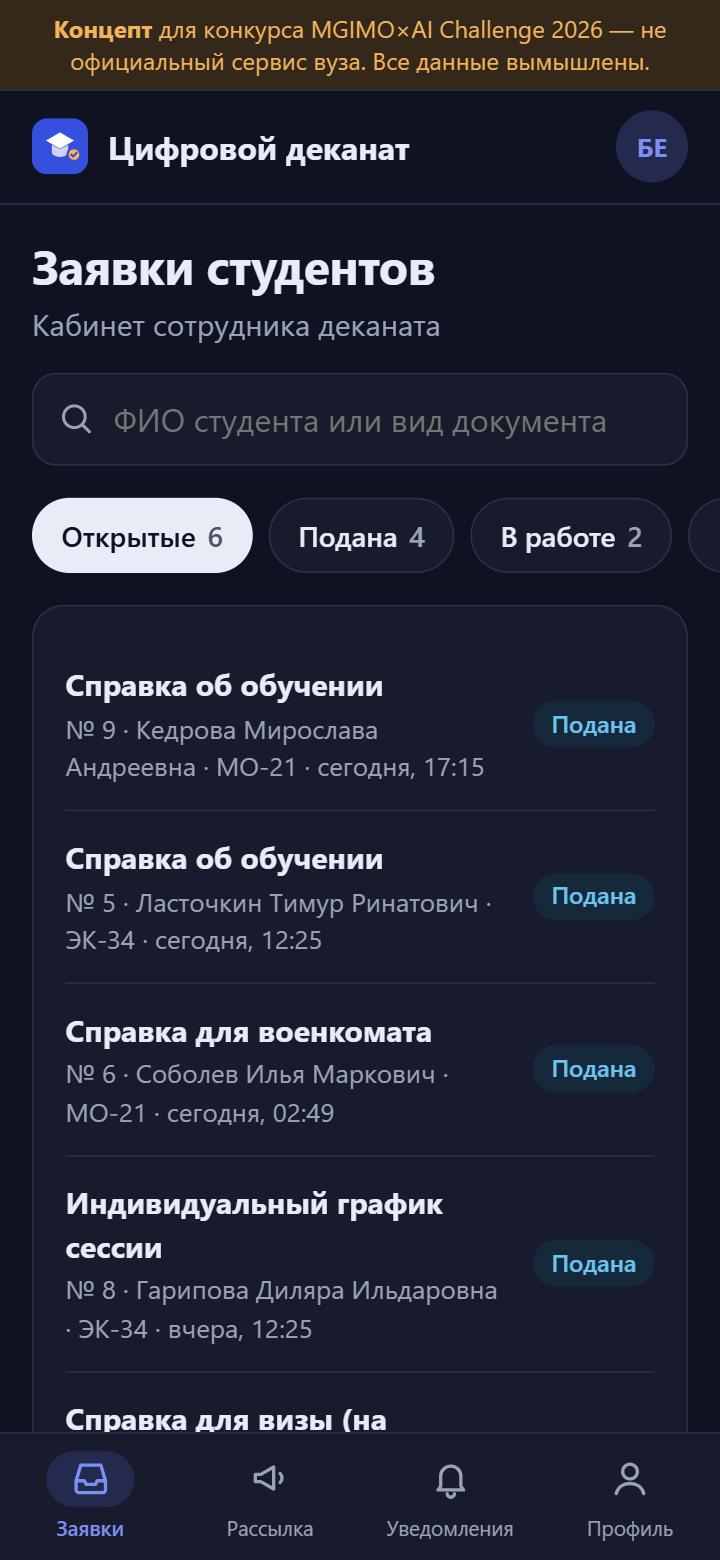 Концепт для конкурса MGIMO×AI Challenge 2026 — не
официальный сервис вуза. Все данные вымышлены.
Цифровой деканат
БЕ
Заявки студентов
Кабинет сотрудника деканата
ФИО студента или вид документа
Открытые 6
Подана 4
В работе 2
Справка об обучении
№ 9 · Кедрова Мирослава
Андреевна · МО-21 · сегодня, 17:15
Подана
Справка об обучении
№ 5 · Ласточкин Тимур Ринатович ·
ЭК-34 · сегодня, 12:25
Подана
Справка для военкомата
№ 6 · Соболев Илья Маркович ·
МО-21 · сегодня, 02:49
Подана
Индивидуальный график
сессии
№ 8 · Гарипова Диляра Ильдаровна
· ЭК-34 · вчера, 12:25
Подана
Справка для визы (на
Заявки
Рассылка
Уведомления
Профиль